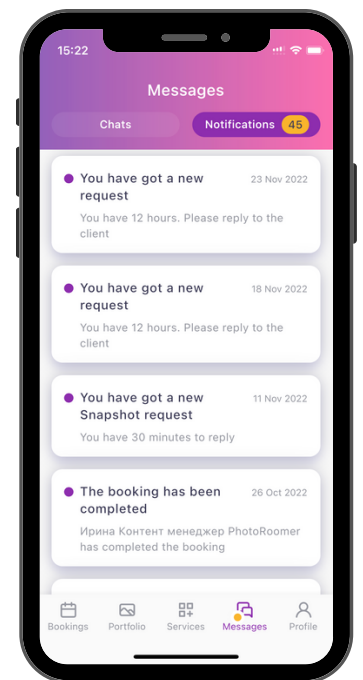 15:22
Messages
Chats
Notifications 45
You have got a new
request
23 Nov 2022
You have 12 hours. Please reply to the
client
You have got a new
request
18 Nov 2022
You have 12 hours. Please reply to the
client
You have got a new
Snapshot request
11 Nov 2022
You have 30 minutes to reply
The booking has been
completed
26 Oct 2022
Ирина Контент менеджер PhotoRoomer
has completed the booking
Bookings
Portfolio
Services
Messages
Profile